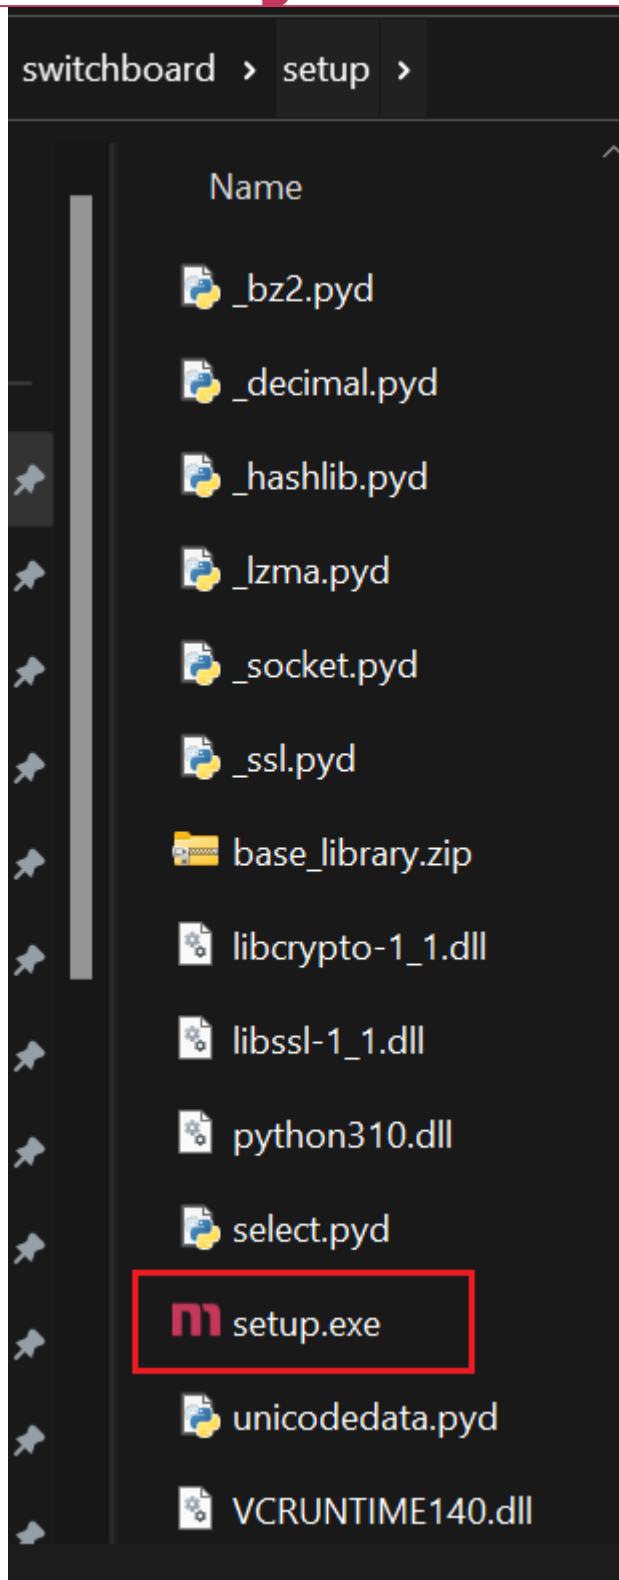 switchboard > setup >
Name
_bz2.pyd
_decimal.pyd
_hashlib.pyd
_lzma.pyd
_socket.pyd
_ssl.pyd
base_library.zip
libcrypto-1_1.dll
libssl-1_1.dll
python310.dll
select.pyd
setup.exe
unicodedata.pyd
VCRUNTIME140.dll